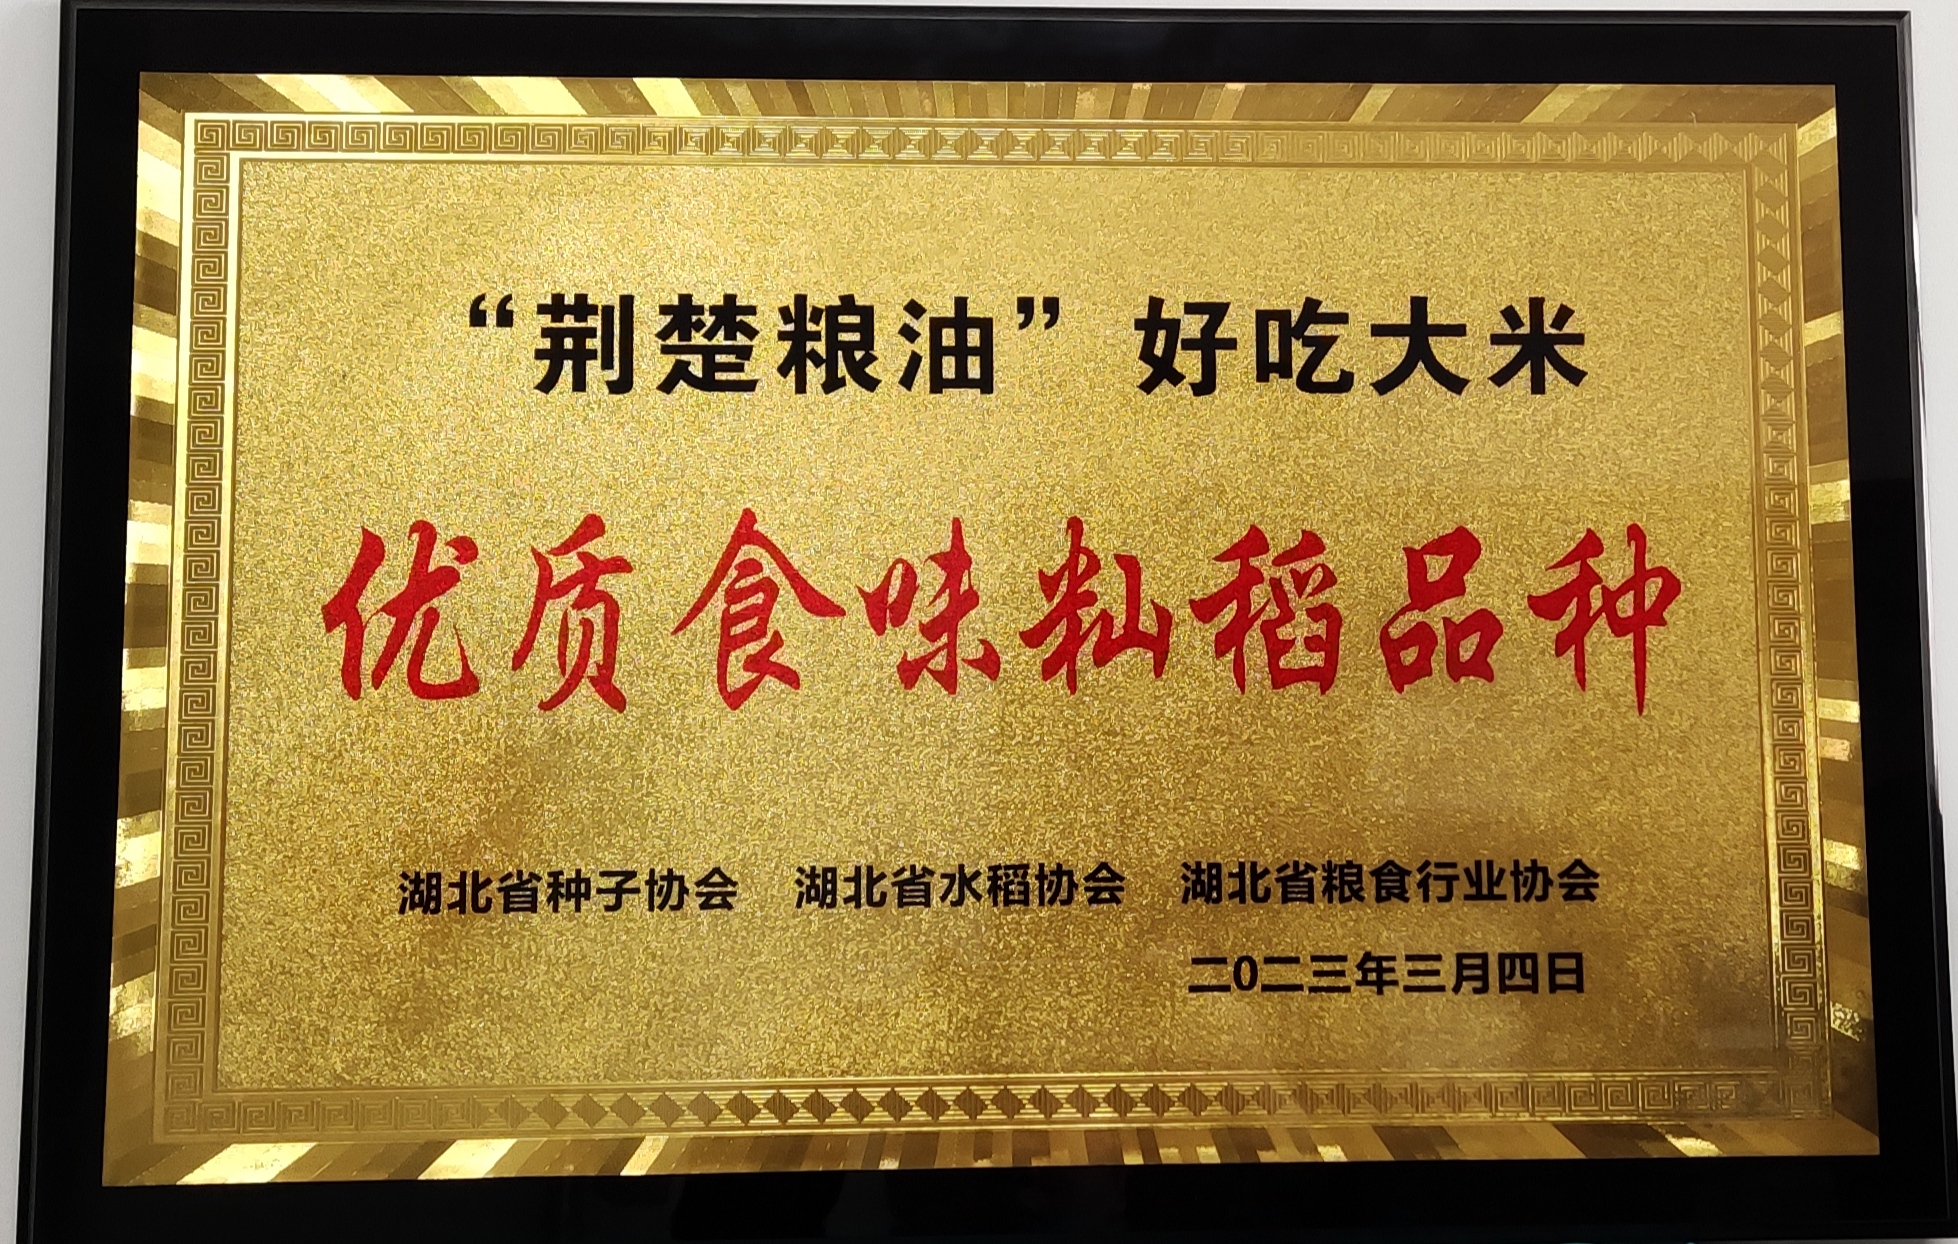 “荆楚粮油”好吃大米
优质食味籼稻品种
湖北省种子协会 湖北省水稻协会 湖北省粮食行业协会
二0二三年三月四日